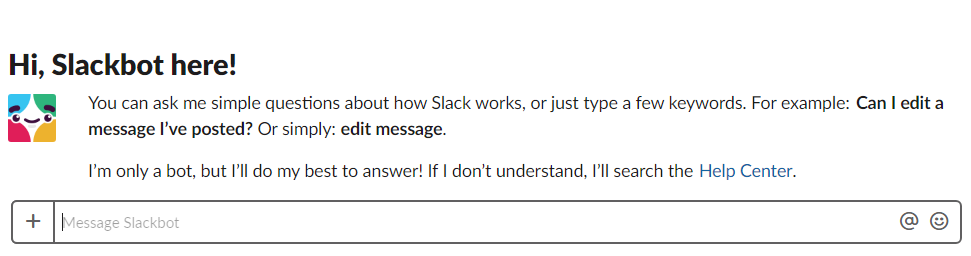 Hi, Slackbot here!
You can ask me simple questions about how Slack works, or just type a few keywords. For example: Can I edit a
message I’ve posted? Or simply: edit message.
I’m only a bot, but I’ll do my best to answer! If I don’t understand, I’ll search the Help Center.
Message Slackbot